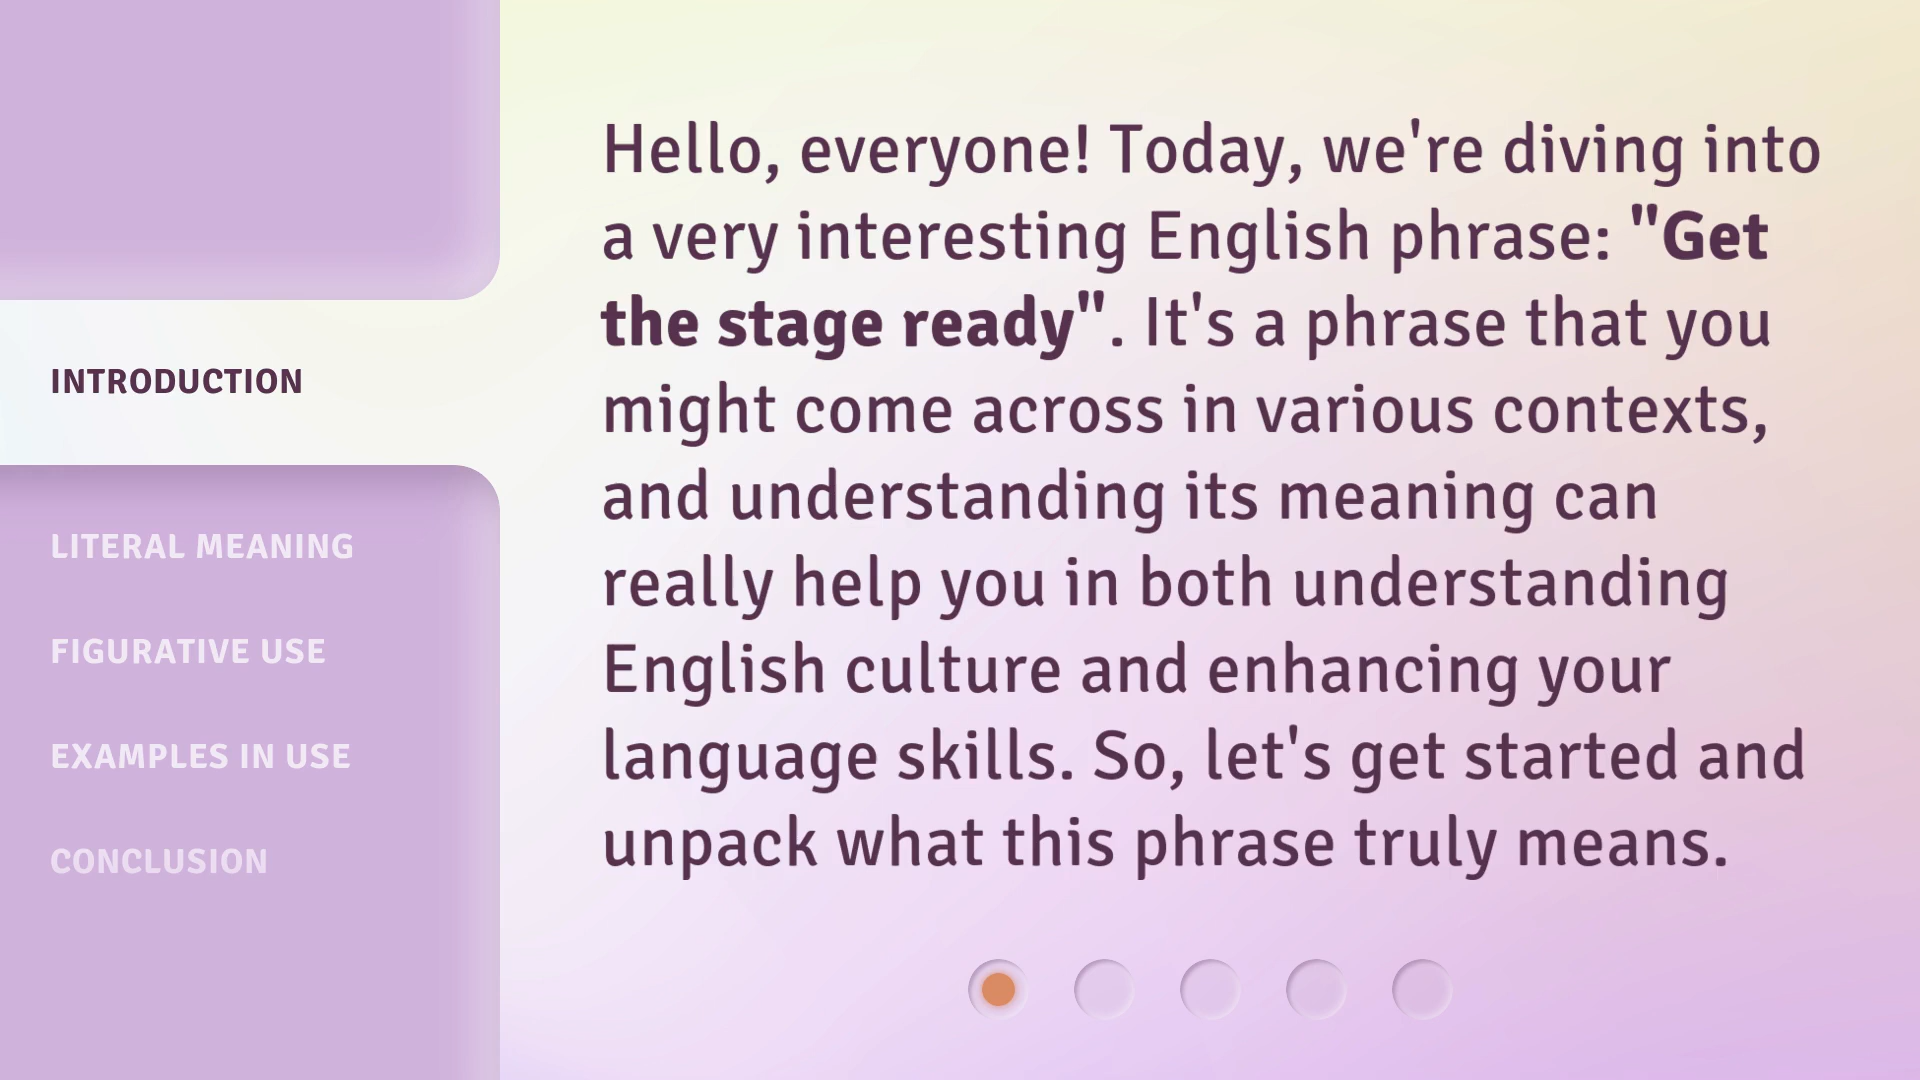 INTRODUCTION
LITERAL MEANING
FIGURATIVE USE
EXAMPLES IN USE
CONCLUSION
Hello, everyone! Today, we're diving into
a very interesting English phrase: "Get
the stage ready". It's a phrase that you
might come across in various contexts,
and understanding its meaning can
really help you in both understanding
English culture and enhancing your
language skills. So, let's get started and
unpack what this phrase truly means.